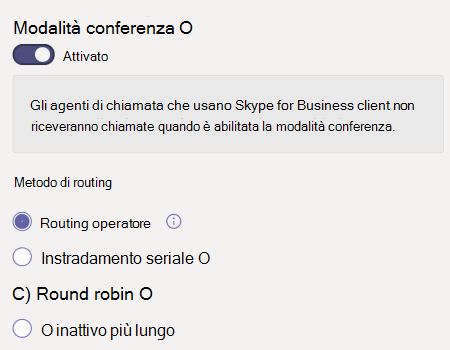 Modalità conferenza O
Attivato
Gli agenti di chiamata che usano Skype for Business client non
riceveranno chiamate quando è abilitata la modalità conferenza.
Metodo di routing
Routing operatore
Instradamento seriale O
C) Round robin O
O inattivo più lungo